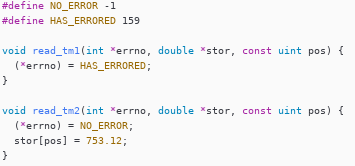 #define NO_ERROR -1
#define HAS_ERRORED 159

void read_tm1(int *errno, double *stor, const uint pos) {
  (*errno) = HAS_ERRORED;
}

void read_tm2(int *errno, double *stor, const uint pos) {
  (*errno) = NO_ERROR;
  stor[pos] = 753.12;
}